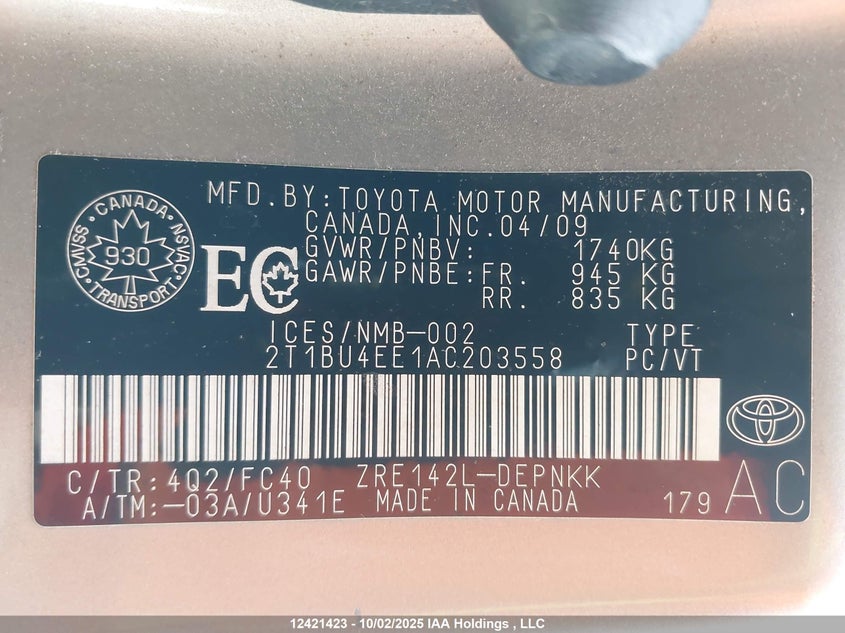 MFD.BY:TOYOTA MOTOR MANUFACTURING,
CANADA,INC.04/09
GVWR/PNBV: 1740KG
GAWR/PNBE:FR. 945 KG
RR. 835 KG
CMVSS · CANADA · NSVAC · TRANSPORT ·
930
EC
ICES/NMB-002
TYPE
2T1BU4EE1AC203558
PC/VT
C/TR:4Q2/FC40 ZRE142L-DEPNKK
A/TM:-03A/U341E MADE IN CANADA
179 AC
12421423 - 10/02/2025 IAA Holdings , LLC